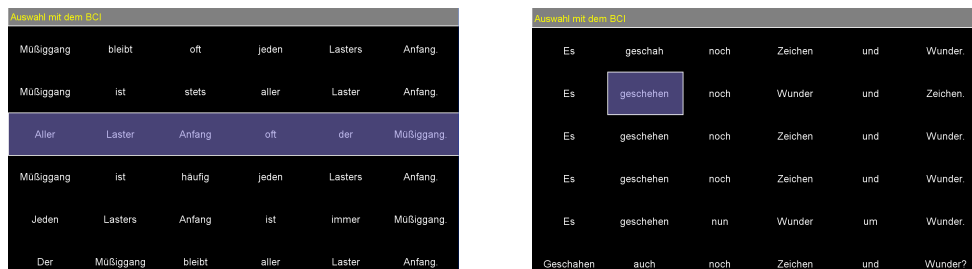 Auswahl mit dem BCI
Müßiggang bleibt oft jeden Lasters Anfang.
Müßiggang ist stets aller Laster Anfang.
Aller Laster Anfang oft der Müßiggang.
Müßiggang ist häufig jeden Lasters Anfang.
Jeden Lasters Anfang ist immer Müßiggang.
Der Müßiggang bleibt aller Laster Anfang.
Auswahl mit dem BCI
Es geschah noch Zeichen und Wunder.
Es geschehen noch Wunder und Zeichen.
Es geschehen noch Zeichen und Wunder.
Es geschehen noch Zeichen und Wunder.
Es geschehen nun Wunder um Wunder.
Geschahen auch noch Zeichen und Wunder?